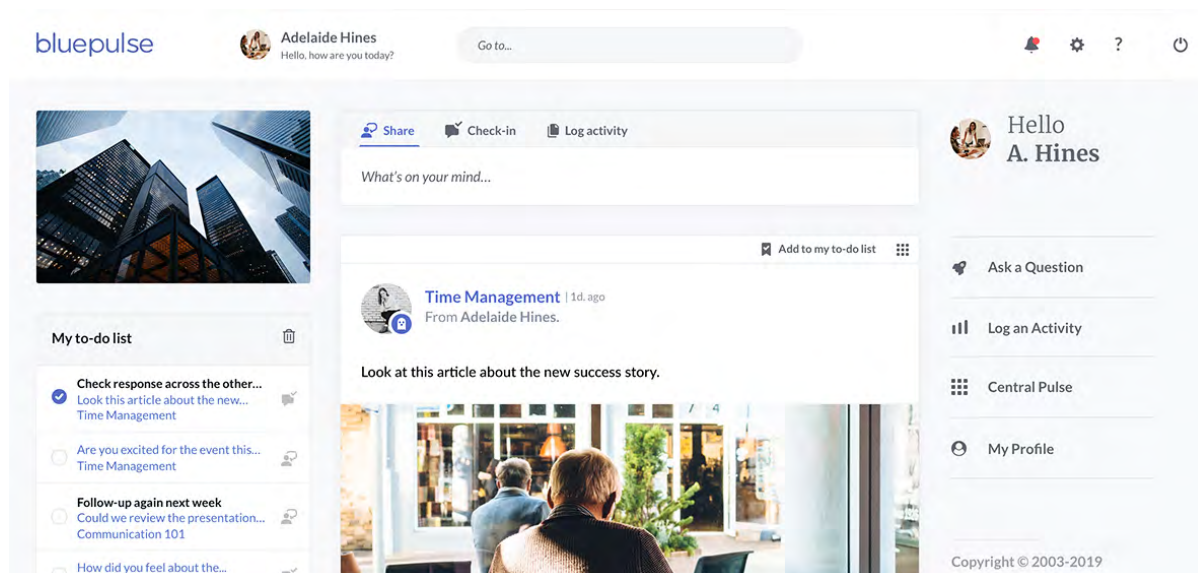 bluepulse
Adelaide Hines
Hello, how are you today?
Go to...
Share
Check-in
Log activity
What's on your mind...
Hello
A. Hines
My to-do list
Check response across the other...
Look this article about the new...
Time Management
Are you excited for the event this...
Time Management
Follow-up again next week
Could we review the presentation...
Communication 101
How did you feel about the...
Add to my to-do list
Time Management | 1d. ago
From Adelaide Hines.
Look at this article about the new success story.
Ask a Question
Log an Activity
Central Pulse
My Profile
Copyright © 2003-2019